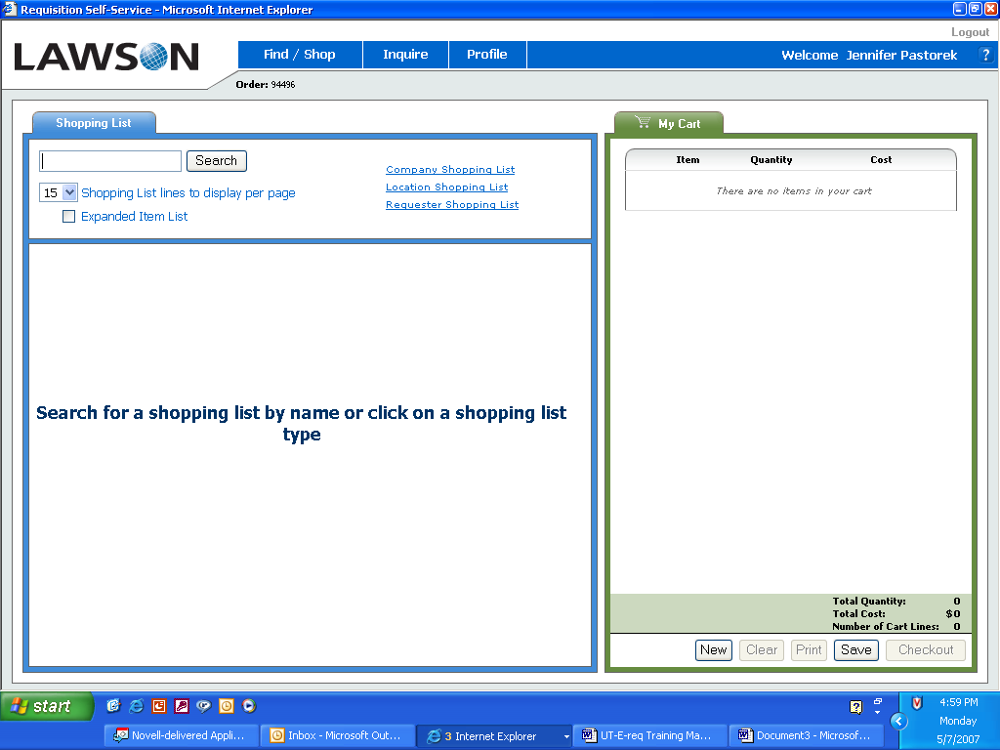 Requisition Self-Service - Microsoft Internet Explorer
Logout
LAWSON
Find / Shop
Inquire
Profile
Welcome Jennifer Pastorek
?
Order: 94496
Shopping List
My Cart
Search
Company Shopping List
15
Shopping List lines to display per page
Location Shopping List
Expanded Item List
Requester Shopping List
Item Quantity Cost
There are no items in your cart
Search for a shopping list by name or click on a shopping list
type
Total Quantity: 0
Total Cost: $0
Number of Cart Lines: 0
New
Clear
Print
Save
Checkout
start
4:59 PM
Monday
5/7/2007
Novell-delivered Appli...
Inbox - Microsoft Out...
3 Internet Explorer
UT-E-req Training Ma...
Document3 - Microsof...